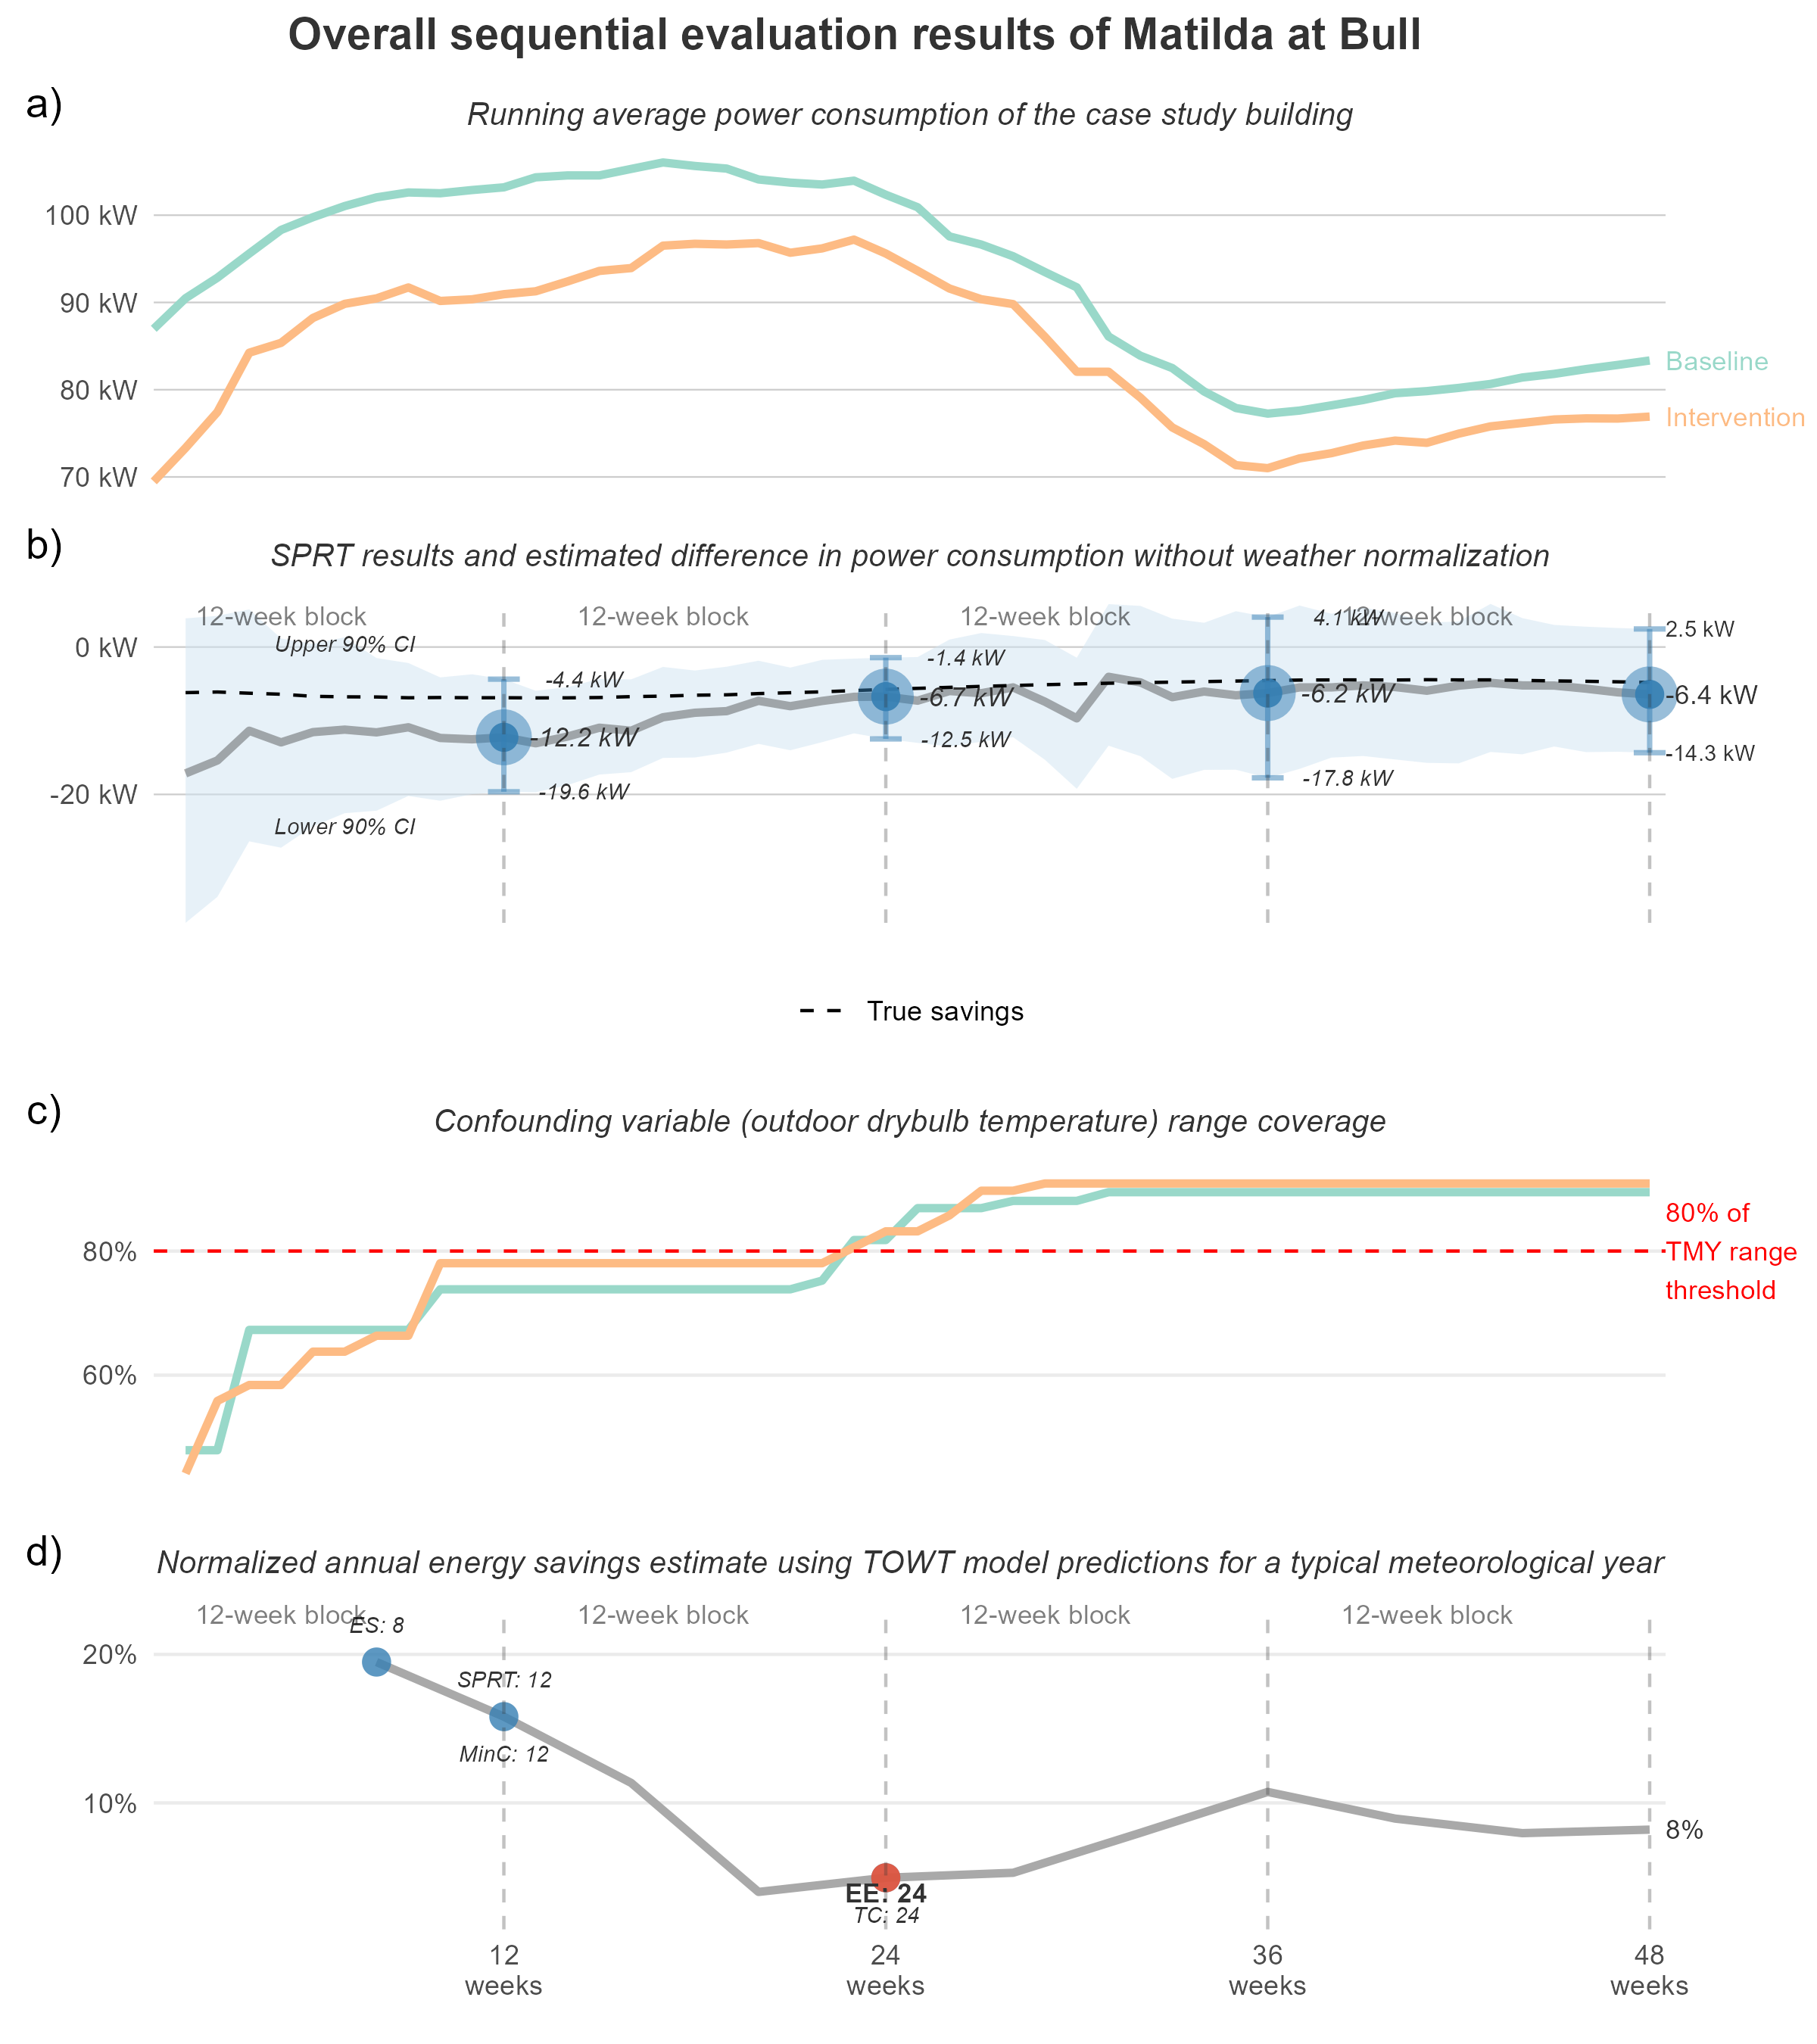 Overall sequential evaluation results of Matilda at Bull
a)
Running average power consumption of the case study building
100 kW
90 kW
80 kW
70 kW
Baseline
Intervention
b)
SPRT results and estimated difference in power consumption without weather normalization
12-week block
12-week block
12-week block
12-week block
0 kW
-20 kW
Upper 90% CI
Lower 90% CI
-4.4 kW
-12.2 kW
-19.6 kW
-1.4 kW
-6.7 kW
-12.5 kW
4.1 kW
-6.2 kW
-17.8 kW
2.5 kW
-6.4 kW
-14.3 kW
True savings
c)
Confounding variable (outdoor drybulb temperature) range coverage
80%
60%
80% of
TMY range
threshold
d)
Normalized annual energy savings estimate using TOWT model predictions for a typical meteorological year
12-week block
12-week block
12-week block
12-week block
20%
10%
ES: 8
SPRT: 12
MinC: 12
EE: 24
TC: 24
8%
12
weeks
24
weeks
36
weeks
48
weeks